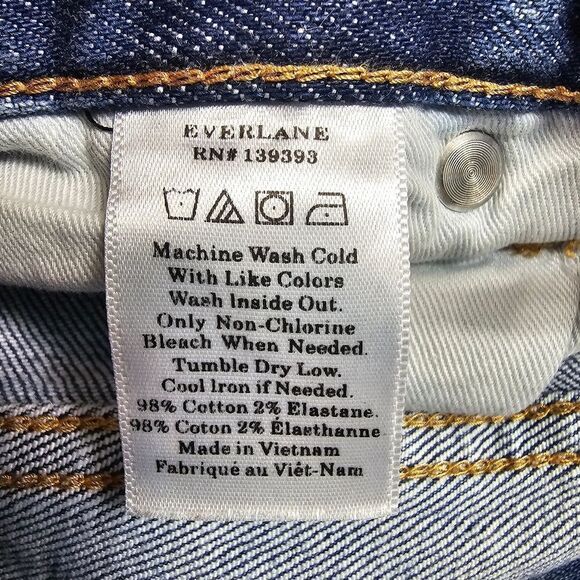 EVERLANE
RN# 139393
Machine Wash Cold
With Like Colors
Wash Inside Out.
Only Non-Chlorine
Bleach When Needed.
Tumble Dry Low.
Cool Iron if Needed.
98% Cotton 2% Elastane.
98% Coton 2% Élasthanne
Made in Vietnam
Fabriqué au Viêt-Nam